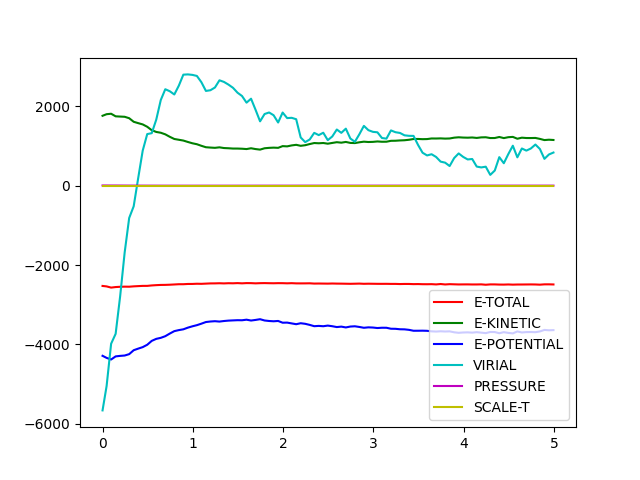 2000
0
−2000
−4000
−6000
0 1 2 3 4 5
E-TOTAL
E-KINETIC
E-POTENTIAL
VIRIAL
PRESSURE
SCALE-T